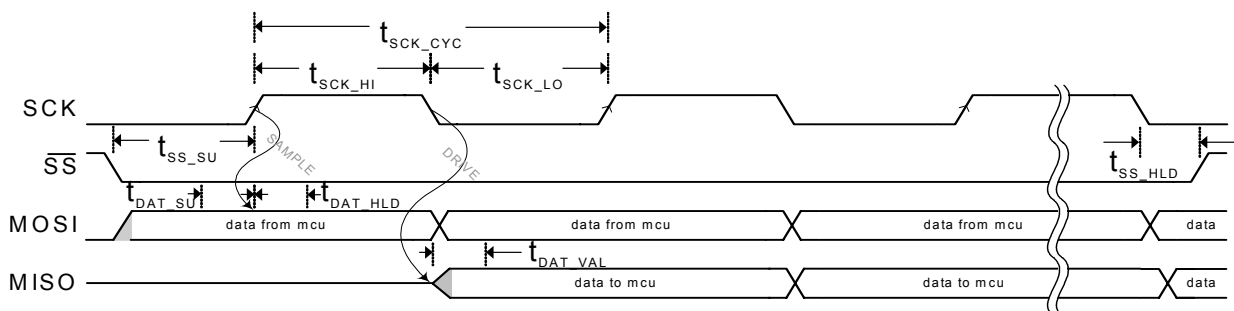 tSCK_CYC
tSCK_HI
tSCK_LO
SCK
tSS_SU
SAMPLE
DRIVE
tSS_HLD
SS
tDAT_SU
tDAT_HLD
MOSI
data from mcu
data from mcu
data from mcu
data
tDAT_VAL
MISO
data to mcu
data to mcu
data